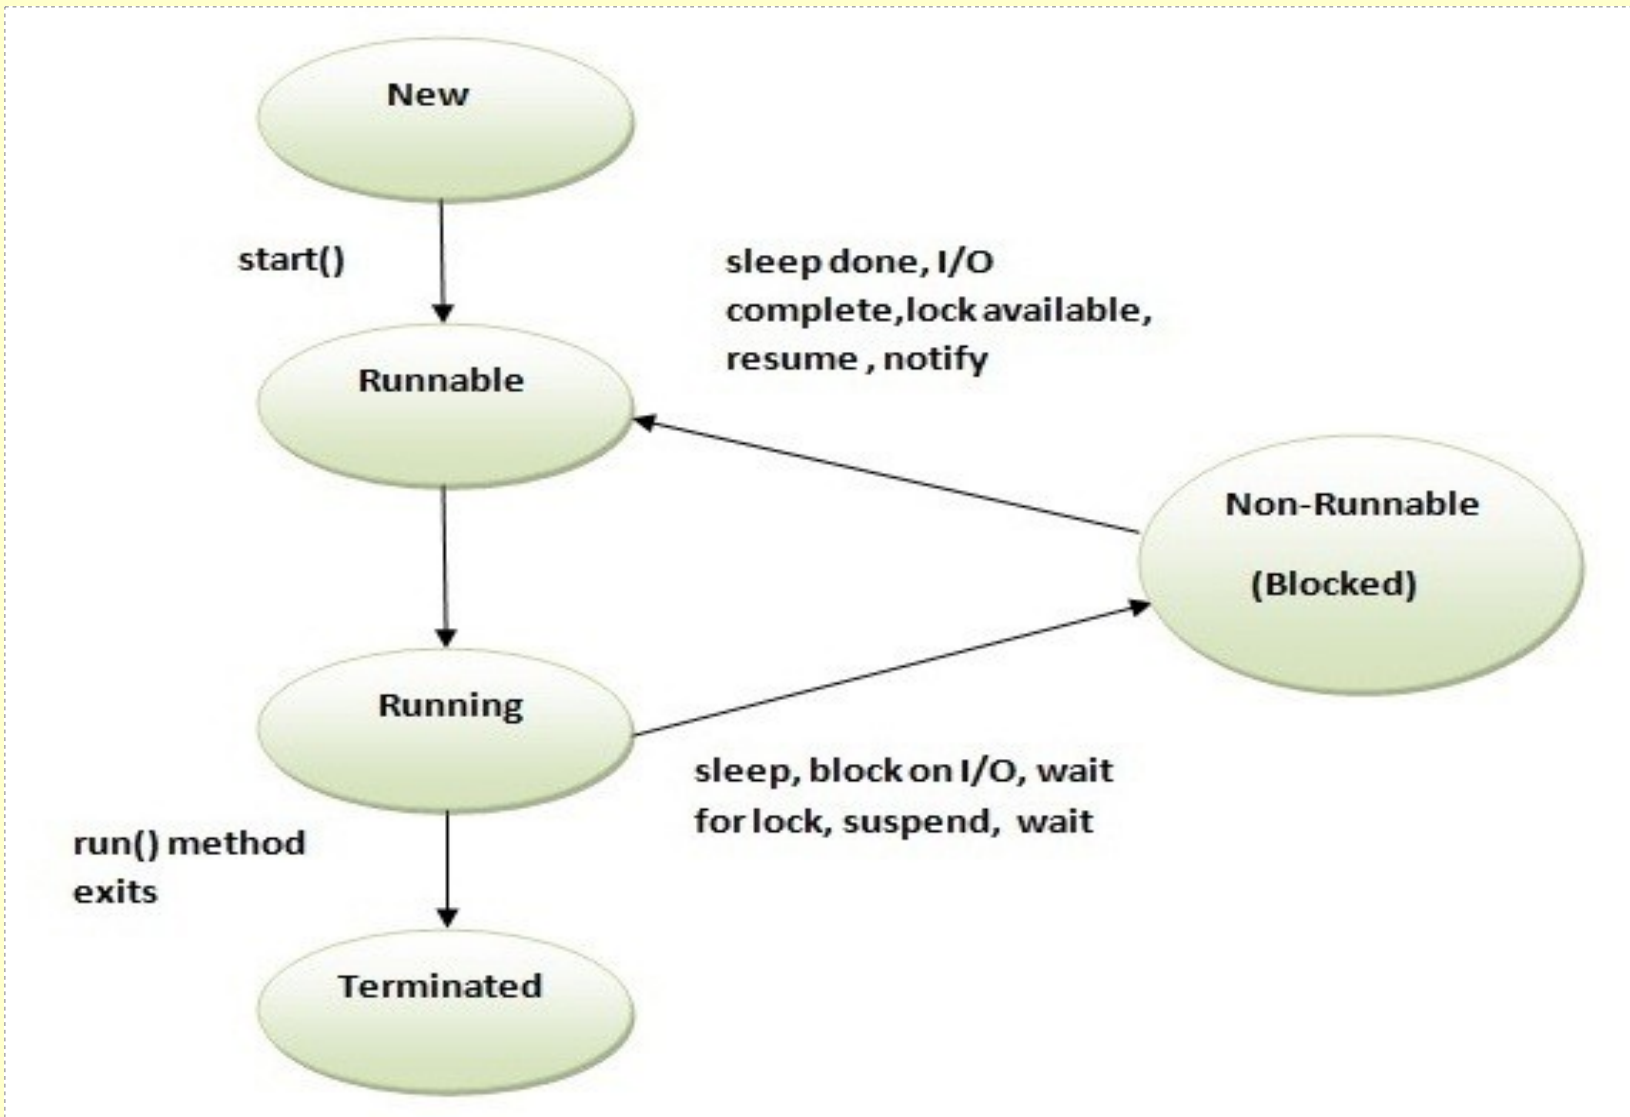 New
start()
sleep done, I/O
complete,lock available,
resume , notify
Runnable
Non-Runnable
(Blocked)
Running
sleep, block on I/O, wait
for lock, suspend, wait
run() method
exits
Terminated